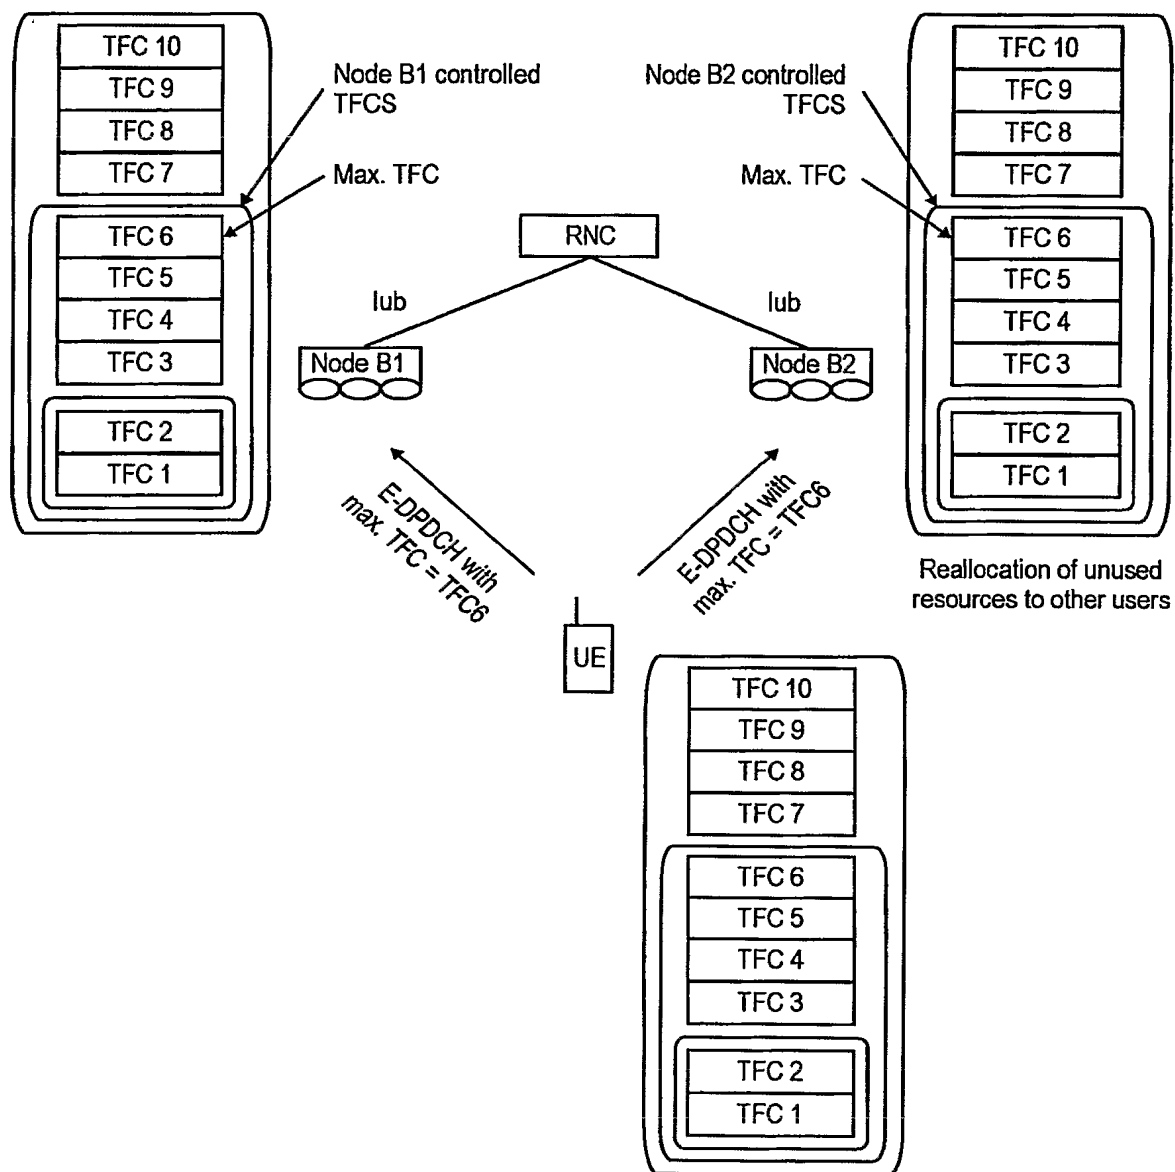 TFC 10
TFC 9
TFC 8
TFC 7
TFC 6
TFC 5
TFC 4
TFC 3
TFC 2
TFC 1
Node B1 controlled
TFCS
Max. TFC
Node B2 controlled
TFCS
Max. TFC
TFC 10
TFC 9
TFC 8
TFC 7
TFC 6
TFC 5
TFC 4
TFC 3
TFC 2
TFC 1
RNC
Iub
Iub
Node B1
Node B2
E-DPDCH with
max. TFC = TFC6
E-DPDCH with
max. TFC = TFC6
Reallocation of unused
resources to other users
UE
TFC 10
TFC 9
TFC 8
TFC 7
TFC 6
TFC 5
TFC 4
TFC 3
TFC 2
TFC 1